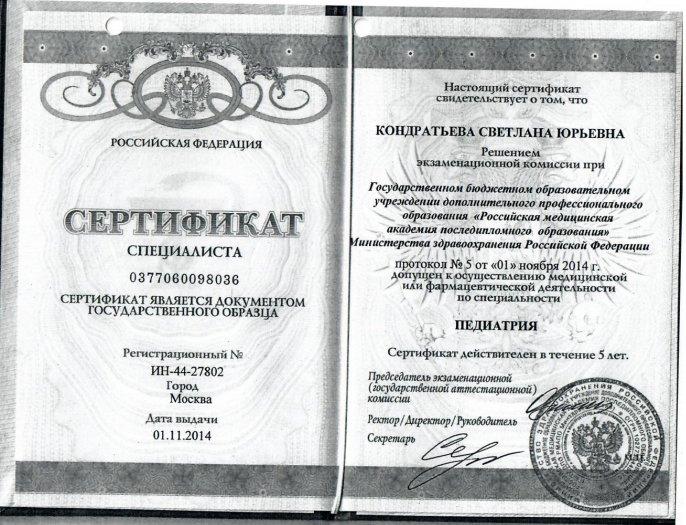 РОССИЙСКАЯ ФЕДЕРАЦИЯ
СЕРТИФИКАТ
СПЕЦИАЛИСТА
0377060098036
СЕРТИФИКАТ ЯВЛЯЕТСЯ ДОКУМЕНТОМ
ГОСУДАРСТВЕННОГО ОБРАЗЦА
Регистрационный №
ИН-44-27802
Город
Москва
Дата выдачи
01.11.2014
Настоящий сертификат
свидетельствует о том, что
КОНДРАТЬЕВА СВЕТЛАНА ЮРЬЕВНА
Решением
экзаменационной комиссии при
Государственном бюджетном образовательном
учреждении дополнительного профессионального
образования «Российская медицинская
академия последипломного образования»
Министерства здравоохранения Российской Федерации
протокол № 5 от «01» ноября 2014 г.
допущен к осуществлению медицинской
или фармацевтической деятельности
по специальности
ПЕДИАТРИЯ
Сертификат действителен в течение 5 лет.
Председатель экзаменационной
(государственной аттестационной)
комиссии
Ректор/Директор/Руководитель
Секретарь